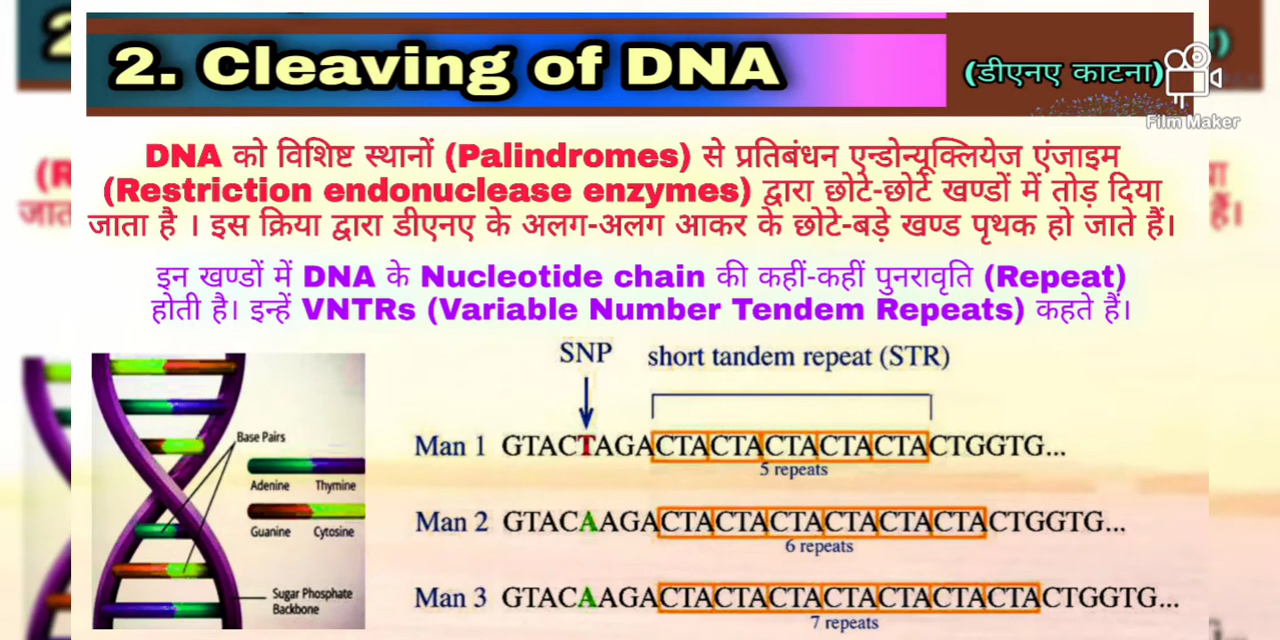 2. Cleaving of DNA (डीएनए काटना)
Film Maker
DNA को विशिष्ट स्थानों (Palindromes) से प्रतिबंधन एन्डोन्यूक्लियेज एंजाइम
(Restriction endonuclease enzymes) द्वारा छोटे-छोटे खण्डों में तोड़ दिया
जाता है । इस क्रिया द्वारा डीएनए के अलग-अलग आकर के छोटे-बड़े खण्ड पृथक हो जाते हैं।
इन खण्डों में DNA के Nucleotide chain की कहीं-कहीं पुनरावृति (Repeat)
होती है। इन्हें VNTRs (Variable Number Tendem Repeats) कहते हैं।
SNP short tandem repeat (STR)
Base Pairs
Adenine Thymine
Guanine Cytosine
Sugar Phosphate
Backbone
Man 1 GTACTAGACTACTACTACTACTACTGGTG...
5 repeats
Man 2 GTACAAGACTACTACTACTACTACTACTGGTG...
6 repeats
Man 3 GTACAAGACTACTACTACTACTACTACTACTGGTG...
7 repeats